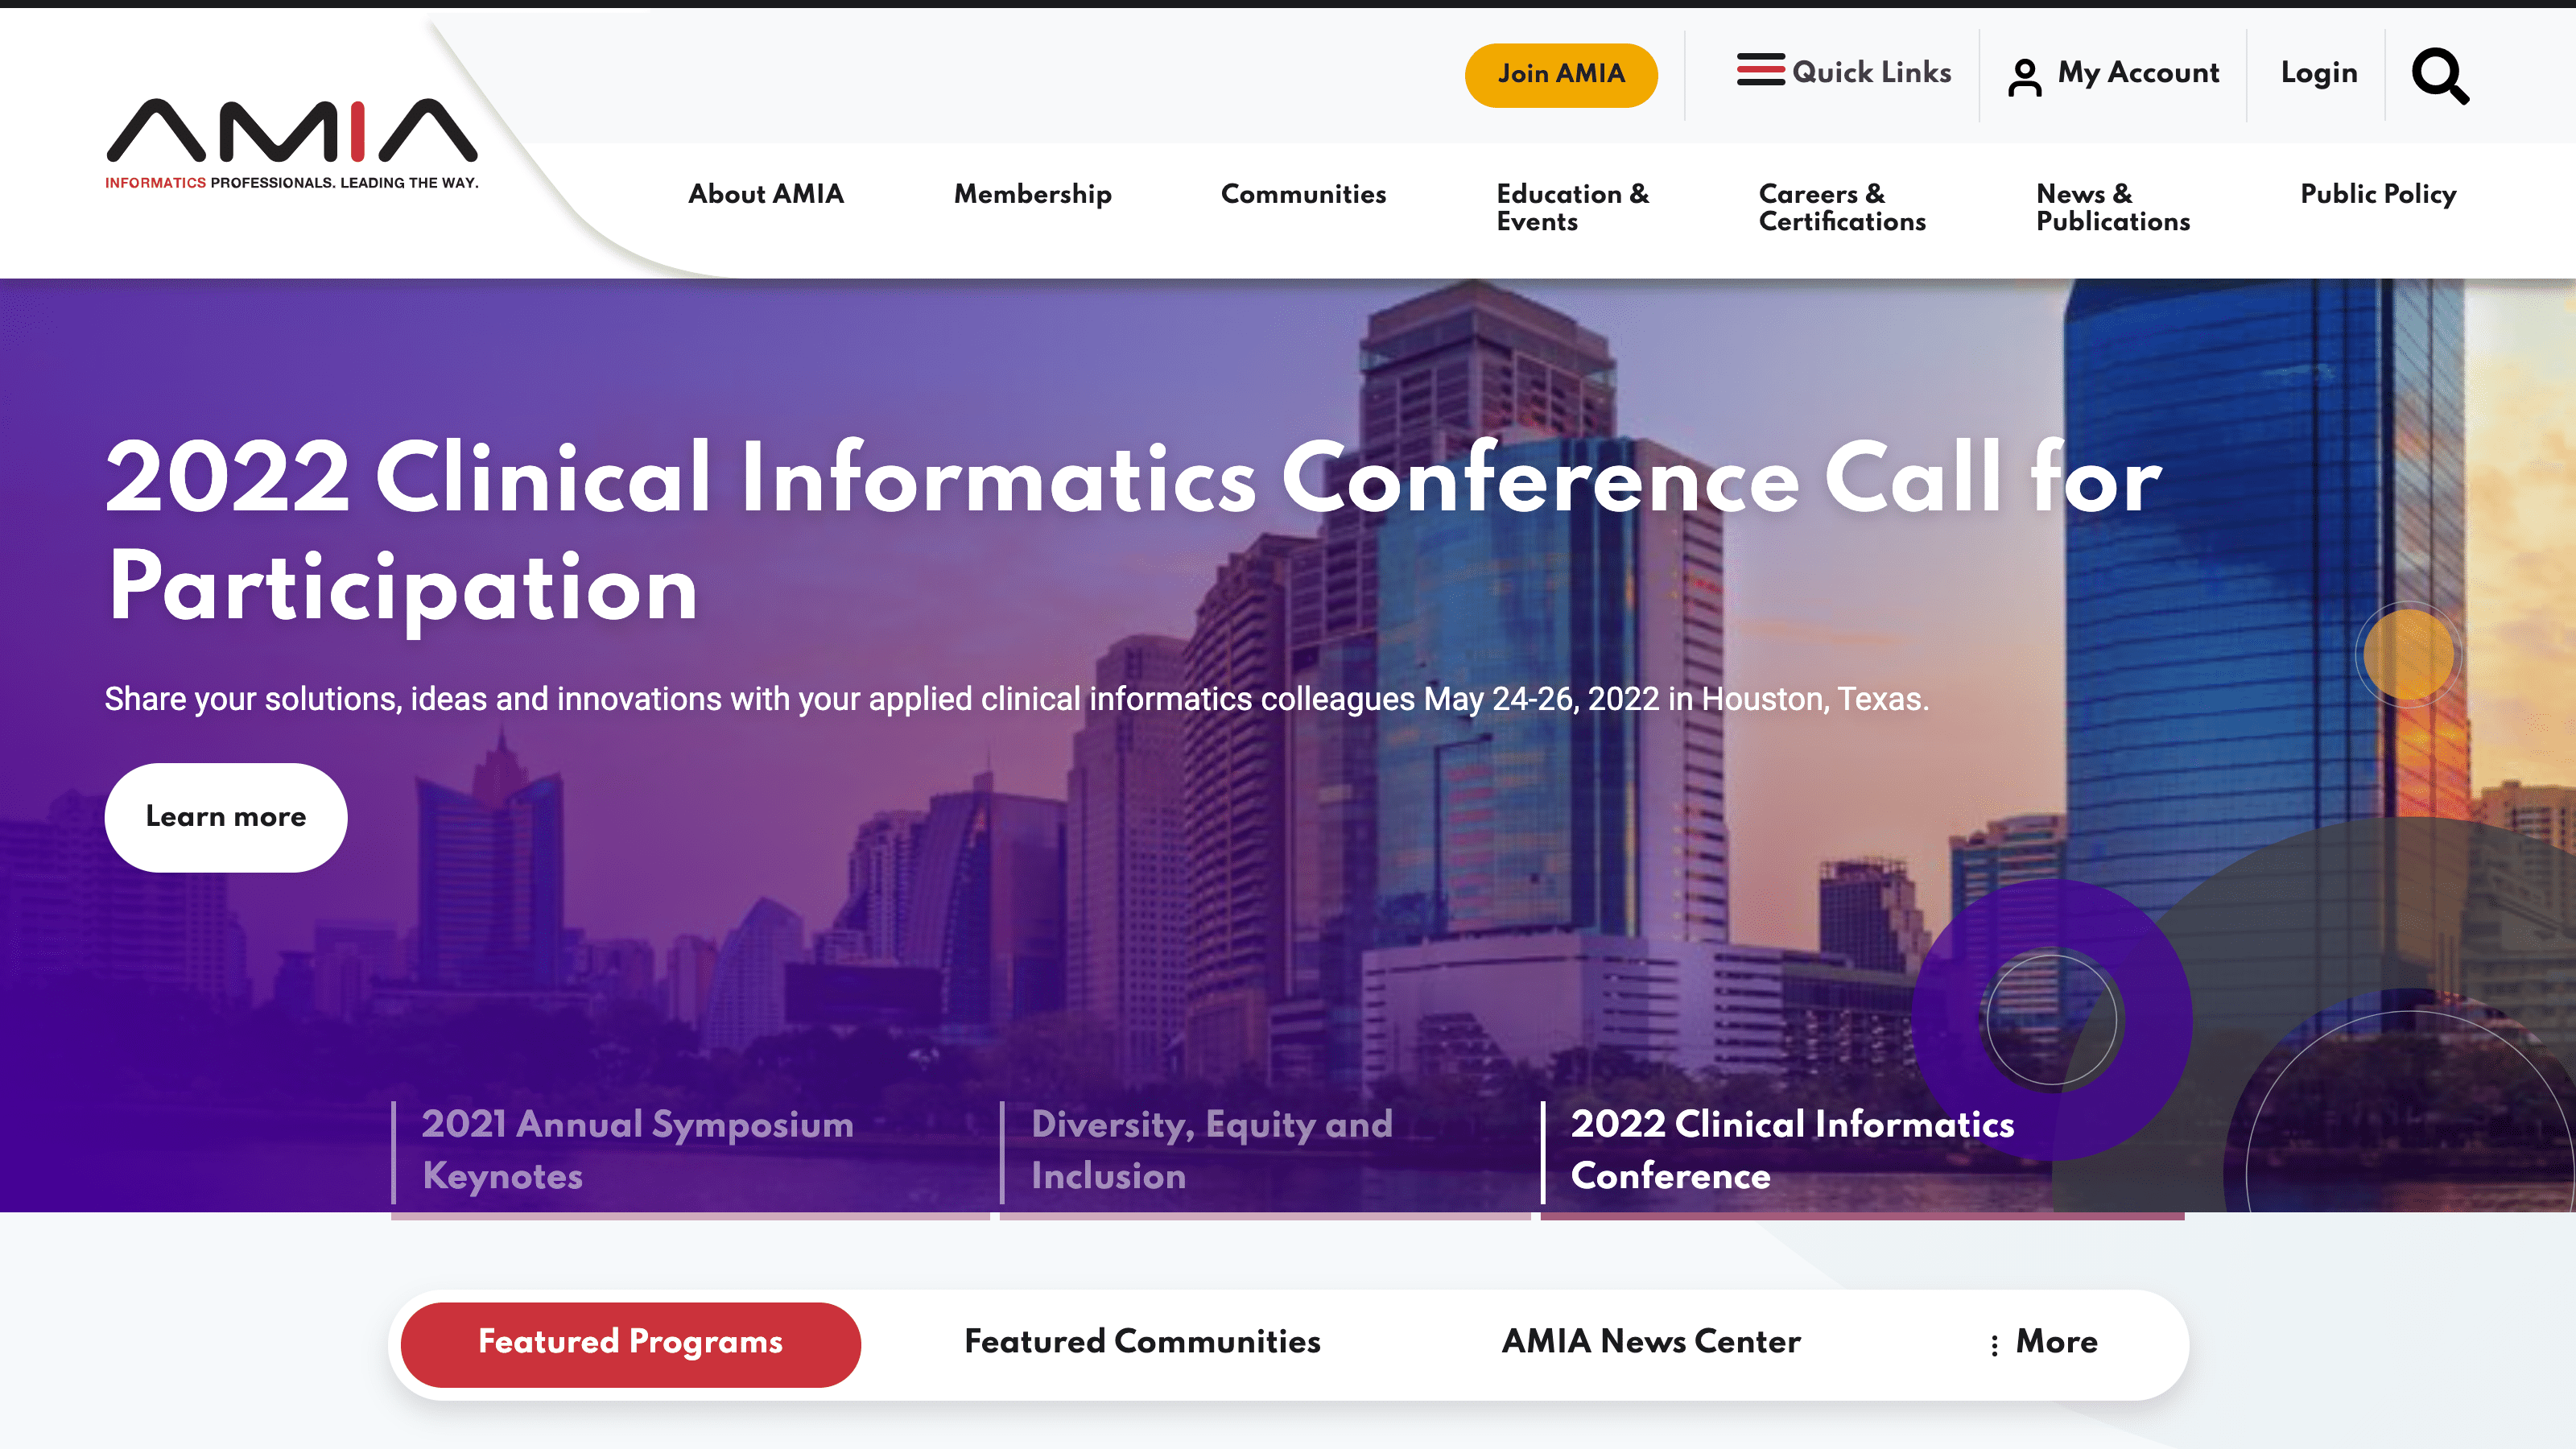 AMIA
INFORMATICS PROFESSIONALS. LEADING THE WAY.
Join AMIA
Quick Links
My Account
Login
About AMIA
Membership
Communities
Education &
Events
Careers &
Certifications
News &
Publications
Public Policy
2022 Clinical Informatics Conference Call for
Participation
Share your solutions, ideas and innovations with your applied clinical informatics colleagues May 24-26, 2022 in Houston, Texas.
Learn more
2021 Annual Symposium
Keynotes
Diversity, Equity and
Inclusion
2022 Clinical Informatics
Conference
Featured Programs
Featured Communities
AMIA News Center
More